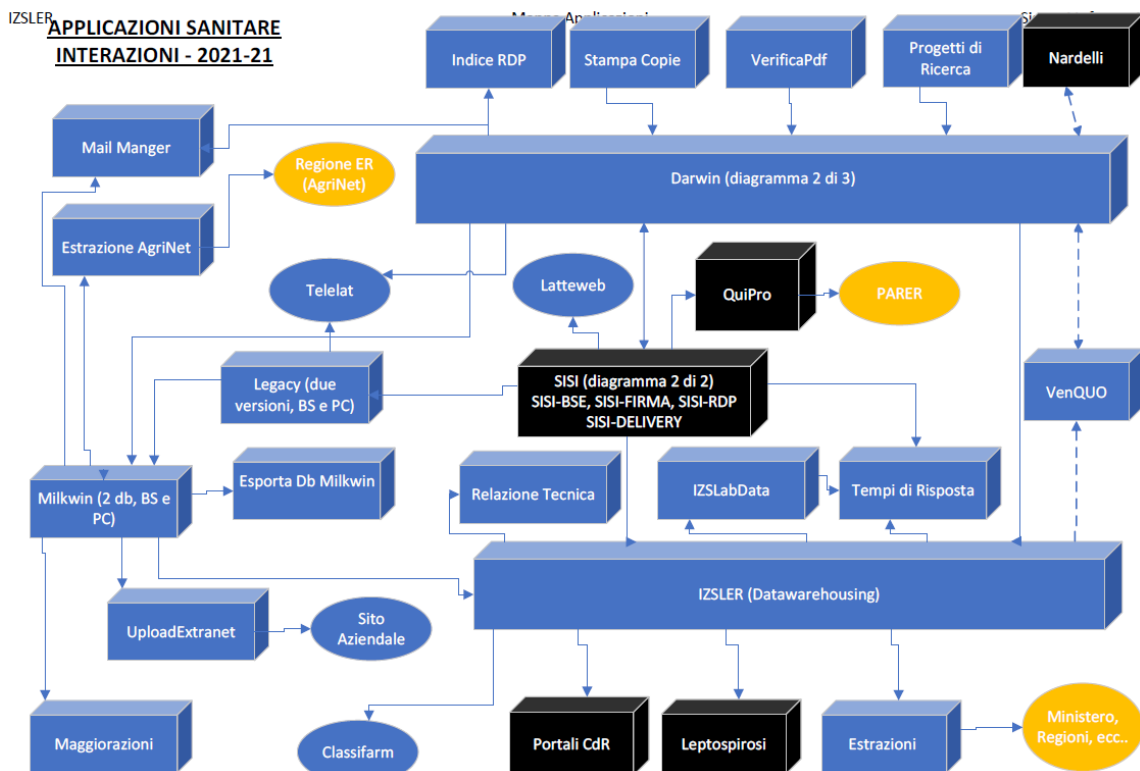 IZSLER
APPLICAZIONI SANITARE
INTERAZIONI - 2021-21
Indice RDP
Stampa Copie
VerificaPdf
Progetti di
Ricerca
Nardelli
Mail Manger
Regione ER
(AgriNet)
Darwin (diagramma 2 di 3)
Estrazione AgriNet
Telelat
Latteweb
QuiPro
PARER
Legacy (due
versioni, BS e PC)
SISI (diagramma 2 di 2)
SISI-BSE, SISI-FIRMA, SISI-RDP
SISI-DELIVERY
VenQUO
Milkwin (2 db, BS e
PC)
Esporta Db Milkwin
Relazione Tecnica
IZSLabData
Tempi di Risposta
IZSLER (Datawarehousing)
UploadExtranet
Sito
Aziendale
Maggiorazioni
Classifarm
Portali CdR
Leptospirosi
Estrazioni
Ministero,
Regioni, ecc..